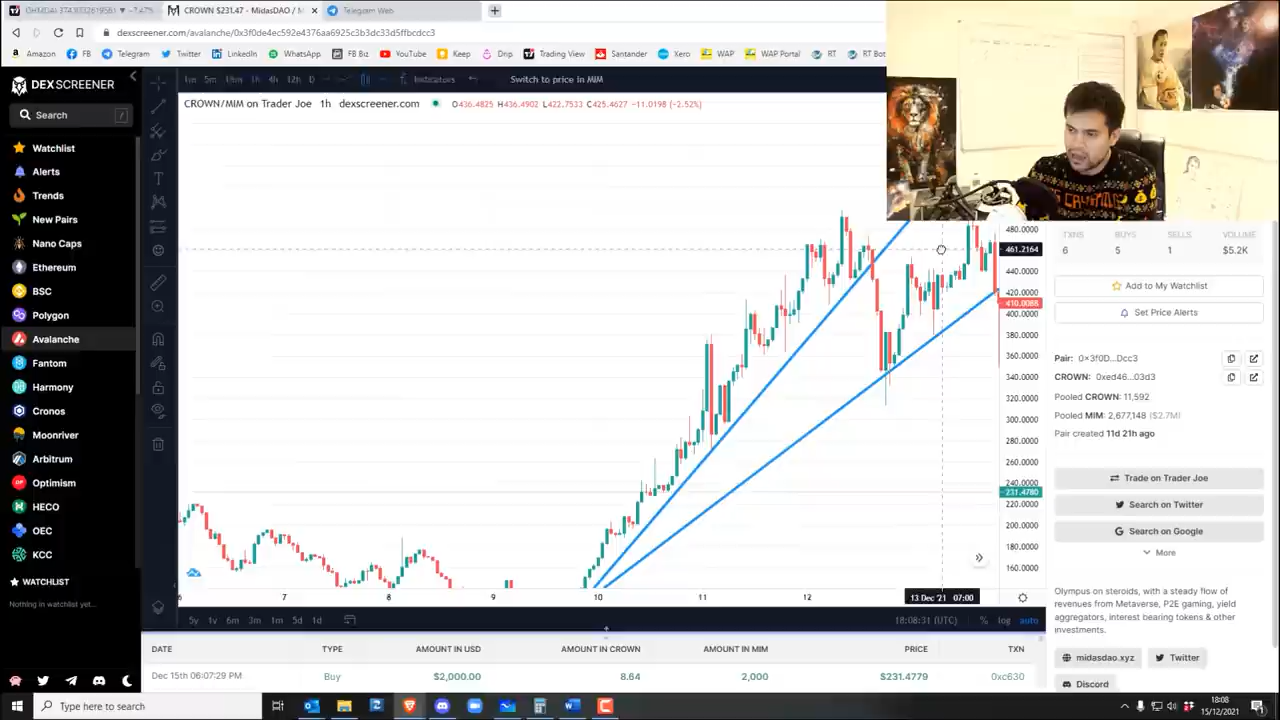 CROWN $231.47 - MidasDAO / M
Telegram Web
dexscreener.com/avalanche/0x3f0de4ec592e4376aa6925c3b3dc33d5ffbcdcc3
Amazon FB Telegram Twitter LinkedIn WhatsApp FB Biz YouTube Keep Drip Trading View Santander Xero WAP WAP Portal RT RT Bot
DEXSCREENER
Search /
Watchlist
Alerts
Trends
New Pairs
Nano Caps
Ethereum
BSC
Polygon
Avalanche
Fantom
Harmony
Cronos
Moonriver
Arbitrum
Optimism
HECO
OEC
KCC
WATCHLIST
Nothing in watchlist yet...
1m 5m 15m 1h 4h 12h D Indicators Switch to price in MIM
CROWN/MIM on Trader Joe 1h dexscreener.com O436.4825 H436.4902 L422.7533 C425.4627 -11.0198 (-2.52%)
480.0000
461.2164
440.0000
420.0000
410.0088
400.0000
380.0000
360.0000
340.0000
320.0000
300.0000
280.0000
260.0000
240.0000
231.4780
220.0000
200.0000
180.0000
160.0000
6 7 8 9 10 11 12 13 Dec '21 07:00
5y 1y 6m 3m 1m 5d 1d 18:08:31 (UTC) % log auto
DATE TYPE AMOUNT IN USD AMOUNT IN CROWN AMOUNT IN MIM PRICE TXN
Dec 15th 06:07:29 PM Buy $2,000.00 8.64 2,000 $231.4779 0xc630
TXNS BUYS SELLS VOLUME
6 5 1 $5.2K
Add to My Watchlist
Set Price Alerts
Pair: 0x3f0D...Dcc3
CROWN: 0xed46...03d3
Pooled CROWN: 11,592
Pooled MIM: 2,677,148 ($2.7M)
Pair created 11d 21h ago
Trade on Trader Joe
Search on Twitter
Search on Google
More
Olympus on steroids, with a steady flow of
revenues from Metaverse, P2E gaming, yield
aggregators, interest bearing tokens & other
investments.
midasdao.xyz Twitter
Discord
Type here to search
18:08
15/12/2021